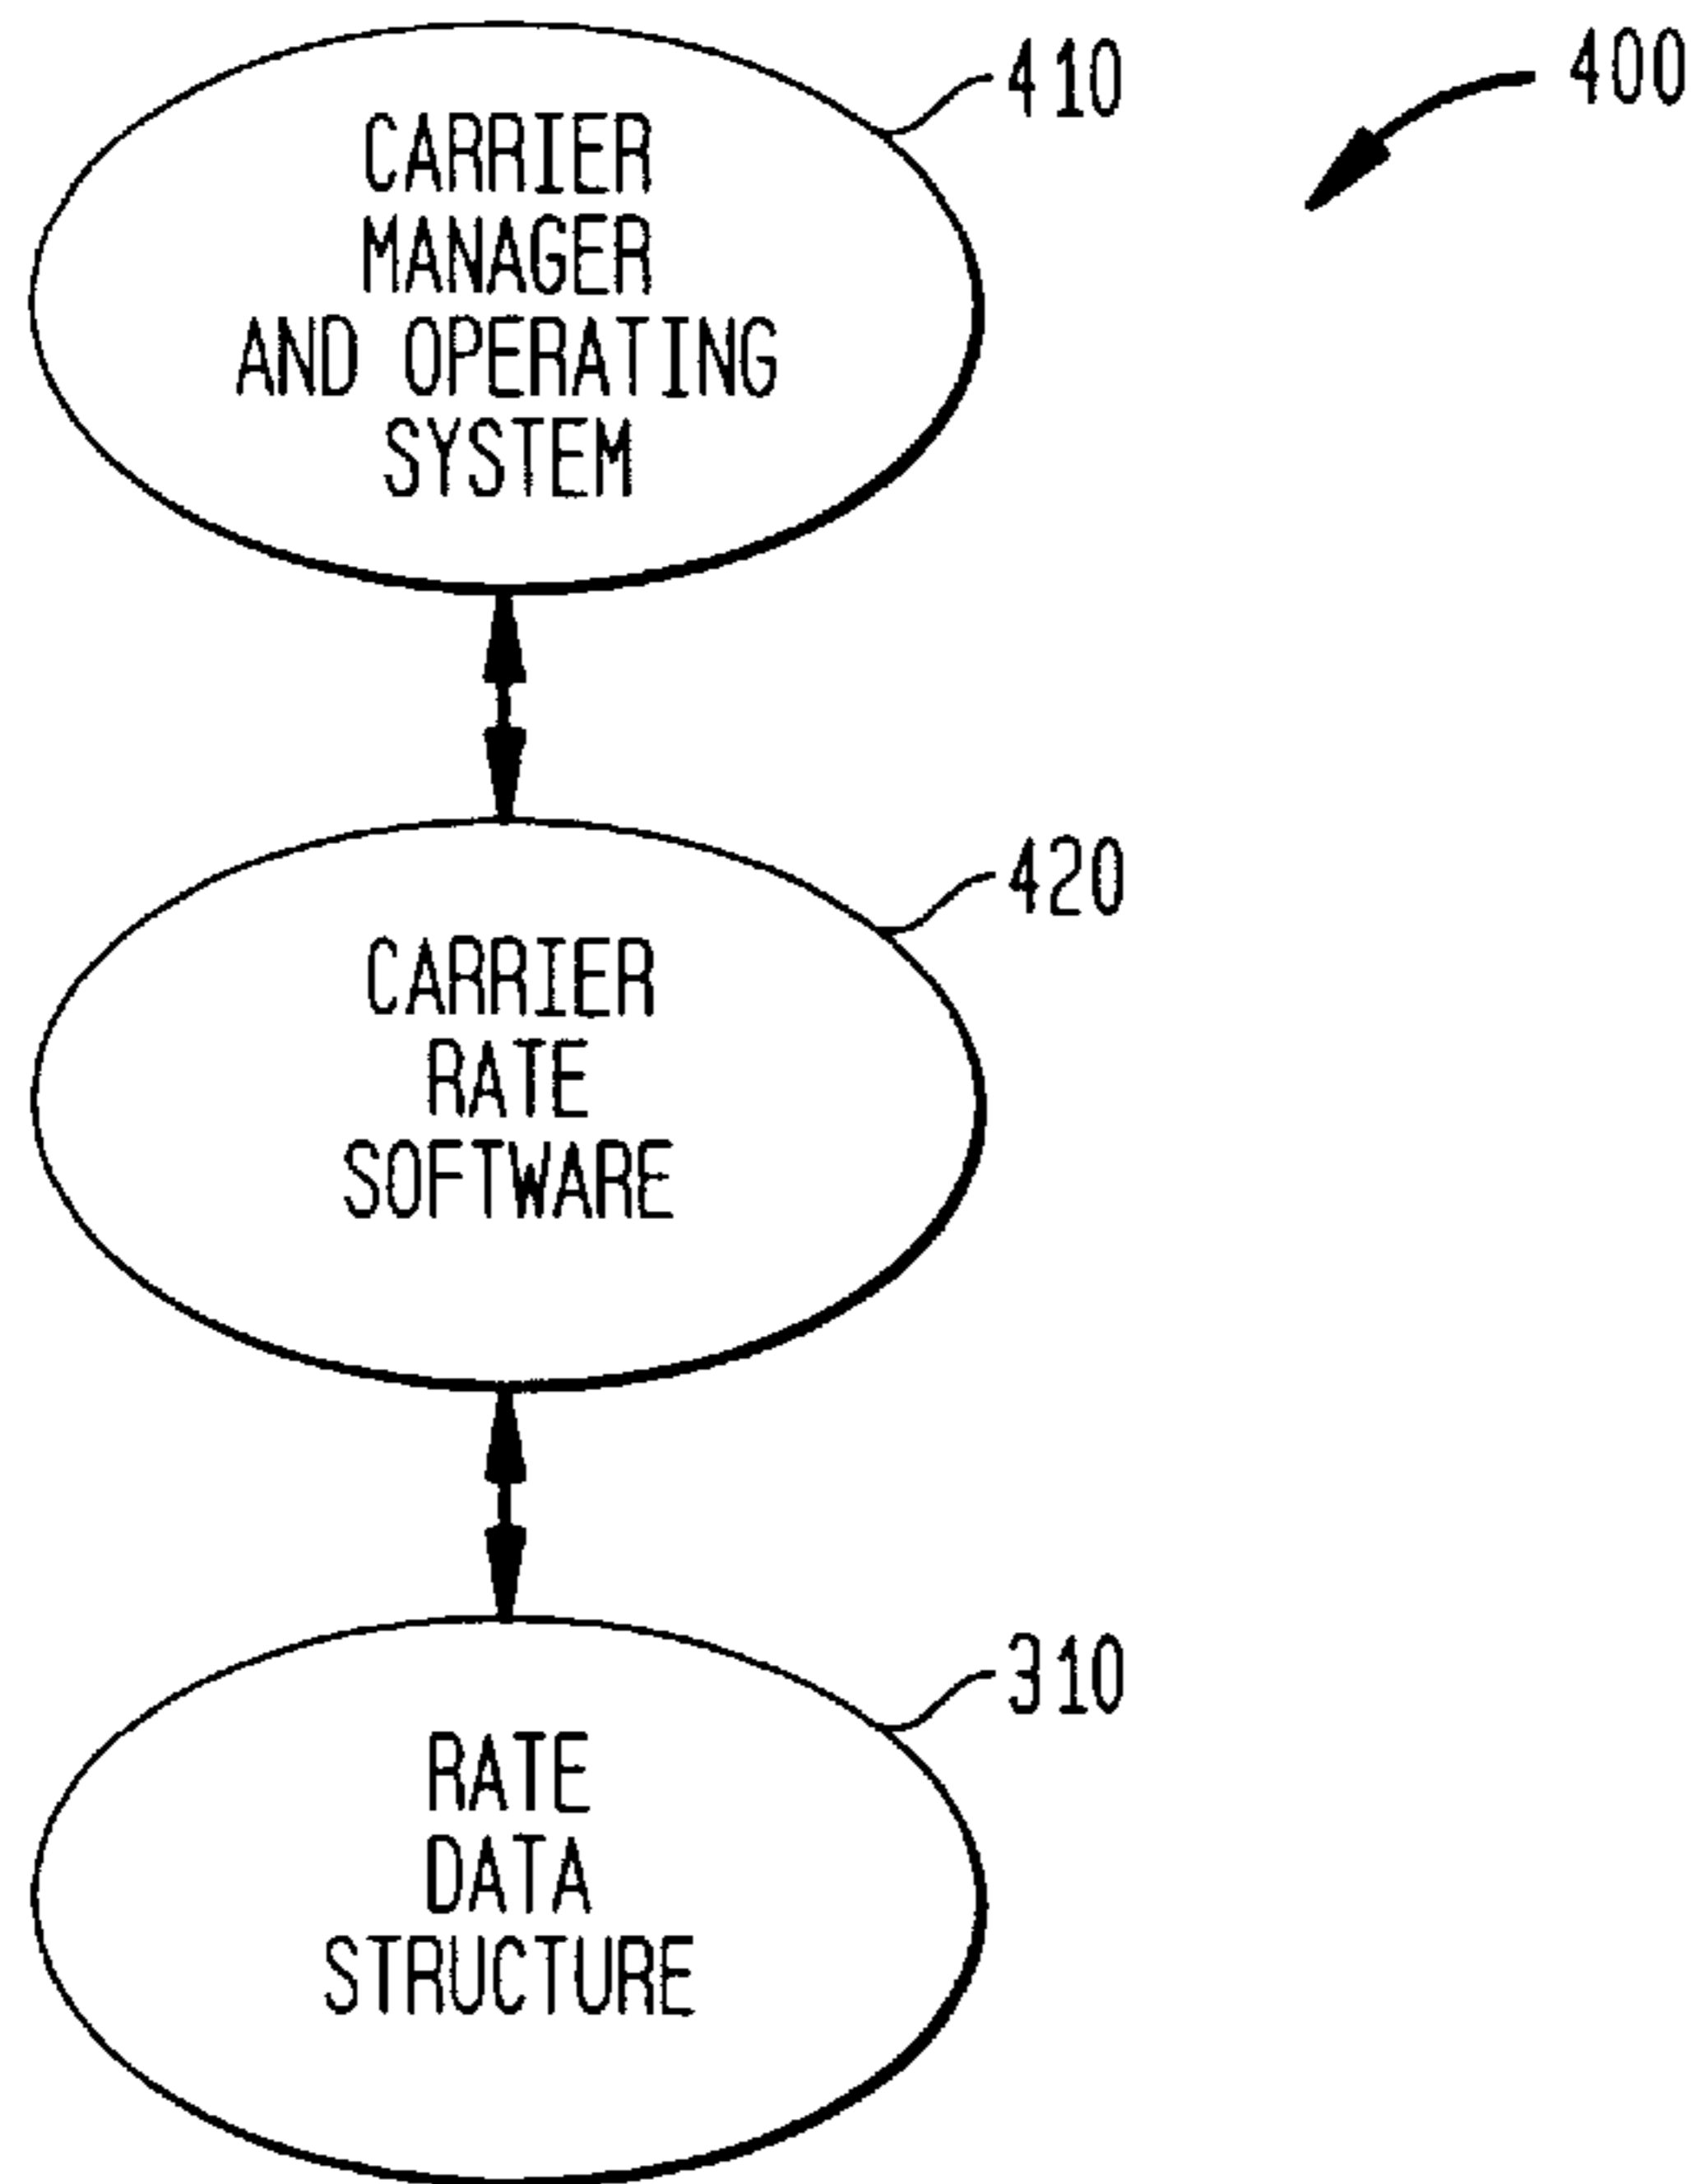 410
400
CARRIER
MANAGER
AND OPERATING
SYSTEM
420
CARRIER
RATE
SOFTWARE
310
RATE
DATA
STRUCTURE